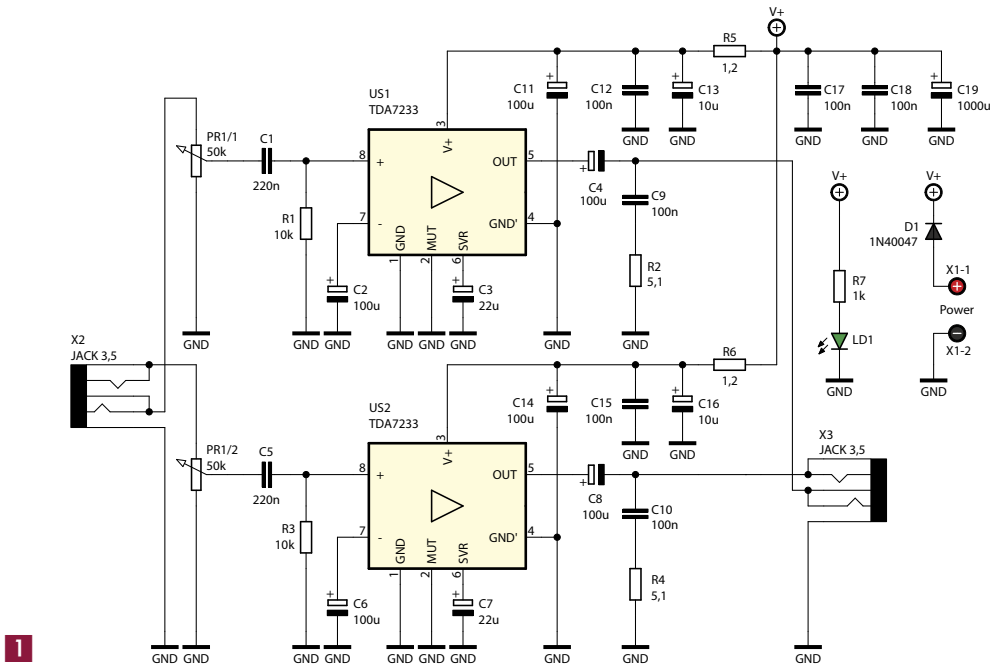 V+
R5
1,2
C11
100u
C12
100n
C13
10u
C17
100n
C18
100n
C19
1000u
+
+
+
GND
GND
GND
GND
GND
US1
TDA7233
3
V+
PR1/1
50k
C1
220n
8
+
OUT
5
+
C4
100u
C9
100n
R1
10k
7
-
GND'
4
GND
MUT
SVR
1
2
6
+
C2
100u
+
C3
22u
R2
5,1
GND
GND
GND
GND
GND
GND
GND
GND
V+
R7
1k
LD1
GND
V+
D1
1N40047
X1-1
Power
X1-2
GND
X2
JACK 3,5
R6
1,2
US2
TDA7233
3
V+
+
C14
100u
C15
100n
+
C16
10u
GND
GND
PR1/2
50k
C5
220n
8
+
OUT
5
+
C8
100u
C10
100n
X3
JACK 3,5
R3
10k
7
-
GND'
4
GND
MUT
SVR
1
2
6
+
C6
100u
+
C7
22u
R4
5,1
1
GND
GND
GND
GND
GND
GND
GND
GND
GND
GND